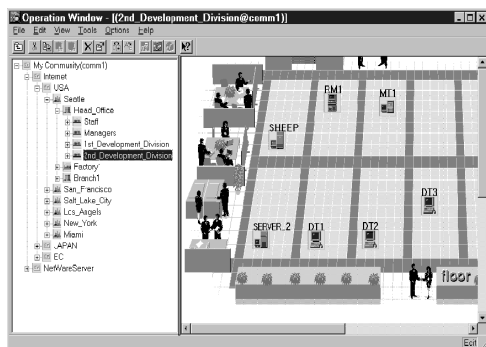 Operation Window - [(2nd_Development_Division@comm1)]
File Edit View Tools Options Help
My Community(comm1)
Internet
USA
Seattle
Head_Office
Staff
Managers
1st_Development_Division
2nd_Development_Division
Factory
Branch1
San_Francisco
Salt_Lake_City
Los_Angels
New_York
Miami
JAPAN
EC
NetWareServer
RM1
MT1
SHEEP
DT3
SERVER_2
DT1
DT2
floor
Edit